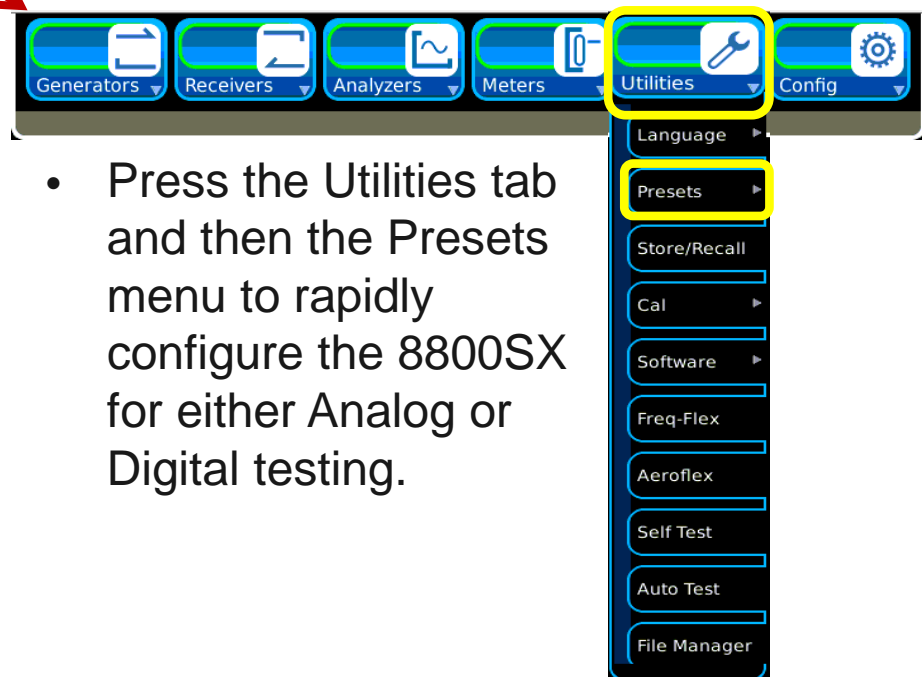 Generators Receivers Analyzers Meters Utilities Config
• Press the Utilities tab
and then the Presets
menu to rapidly
configure the 8800SX
for either Analog or
Digital testing.
Language
Presets
Store/Recall
Cal
Software
Freq-Flex
Aeroflex
Self Test
Auto Test
File Manager